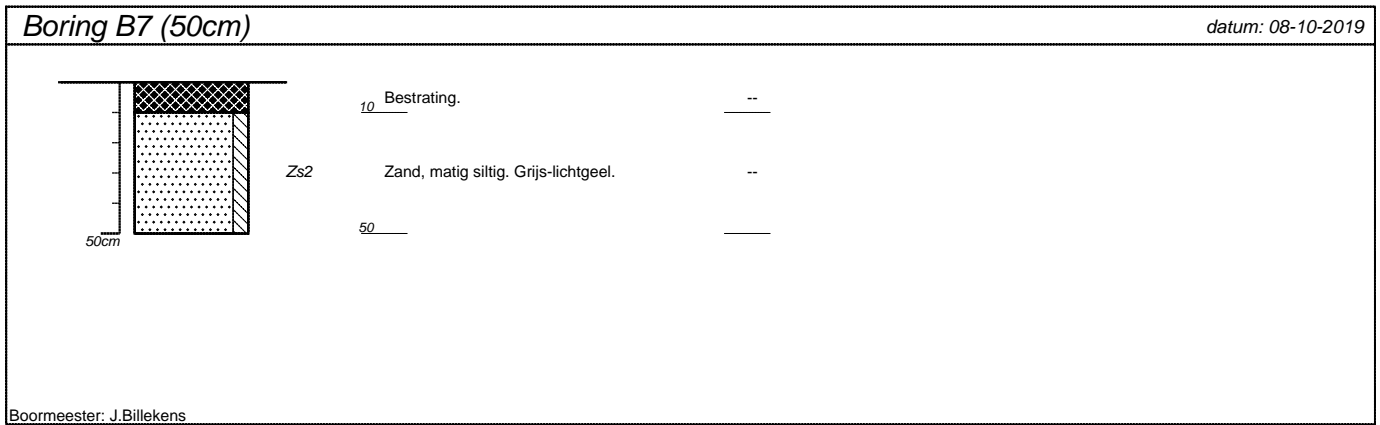 Boring B7 (50cm) datum: 08-10-2019
10 Bestrating. --
Zs2 Zand, matig siltig. Grijs-lichtgeel. --
50
50cm
Boormeester: J.Billekens